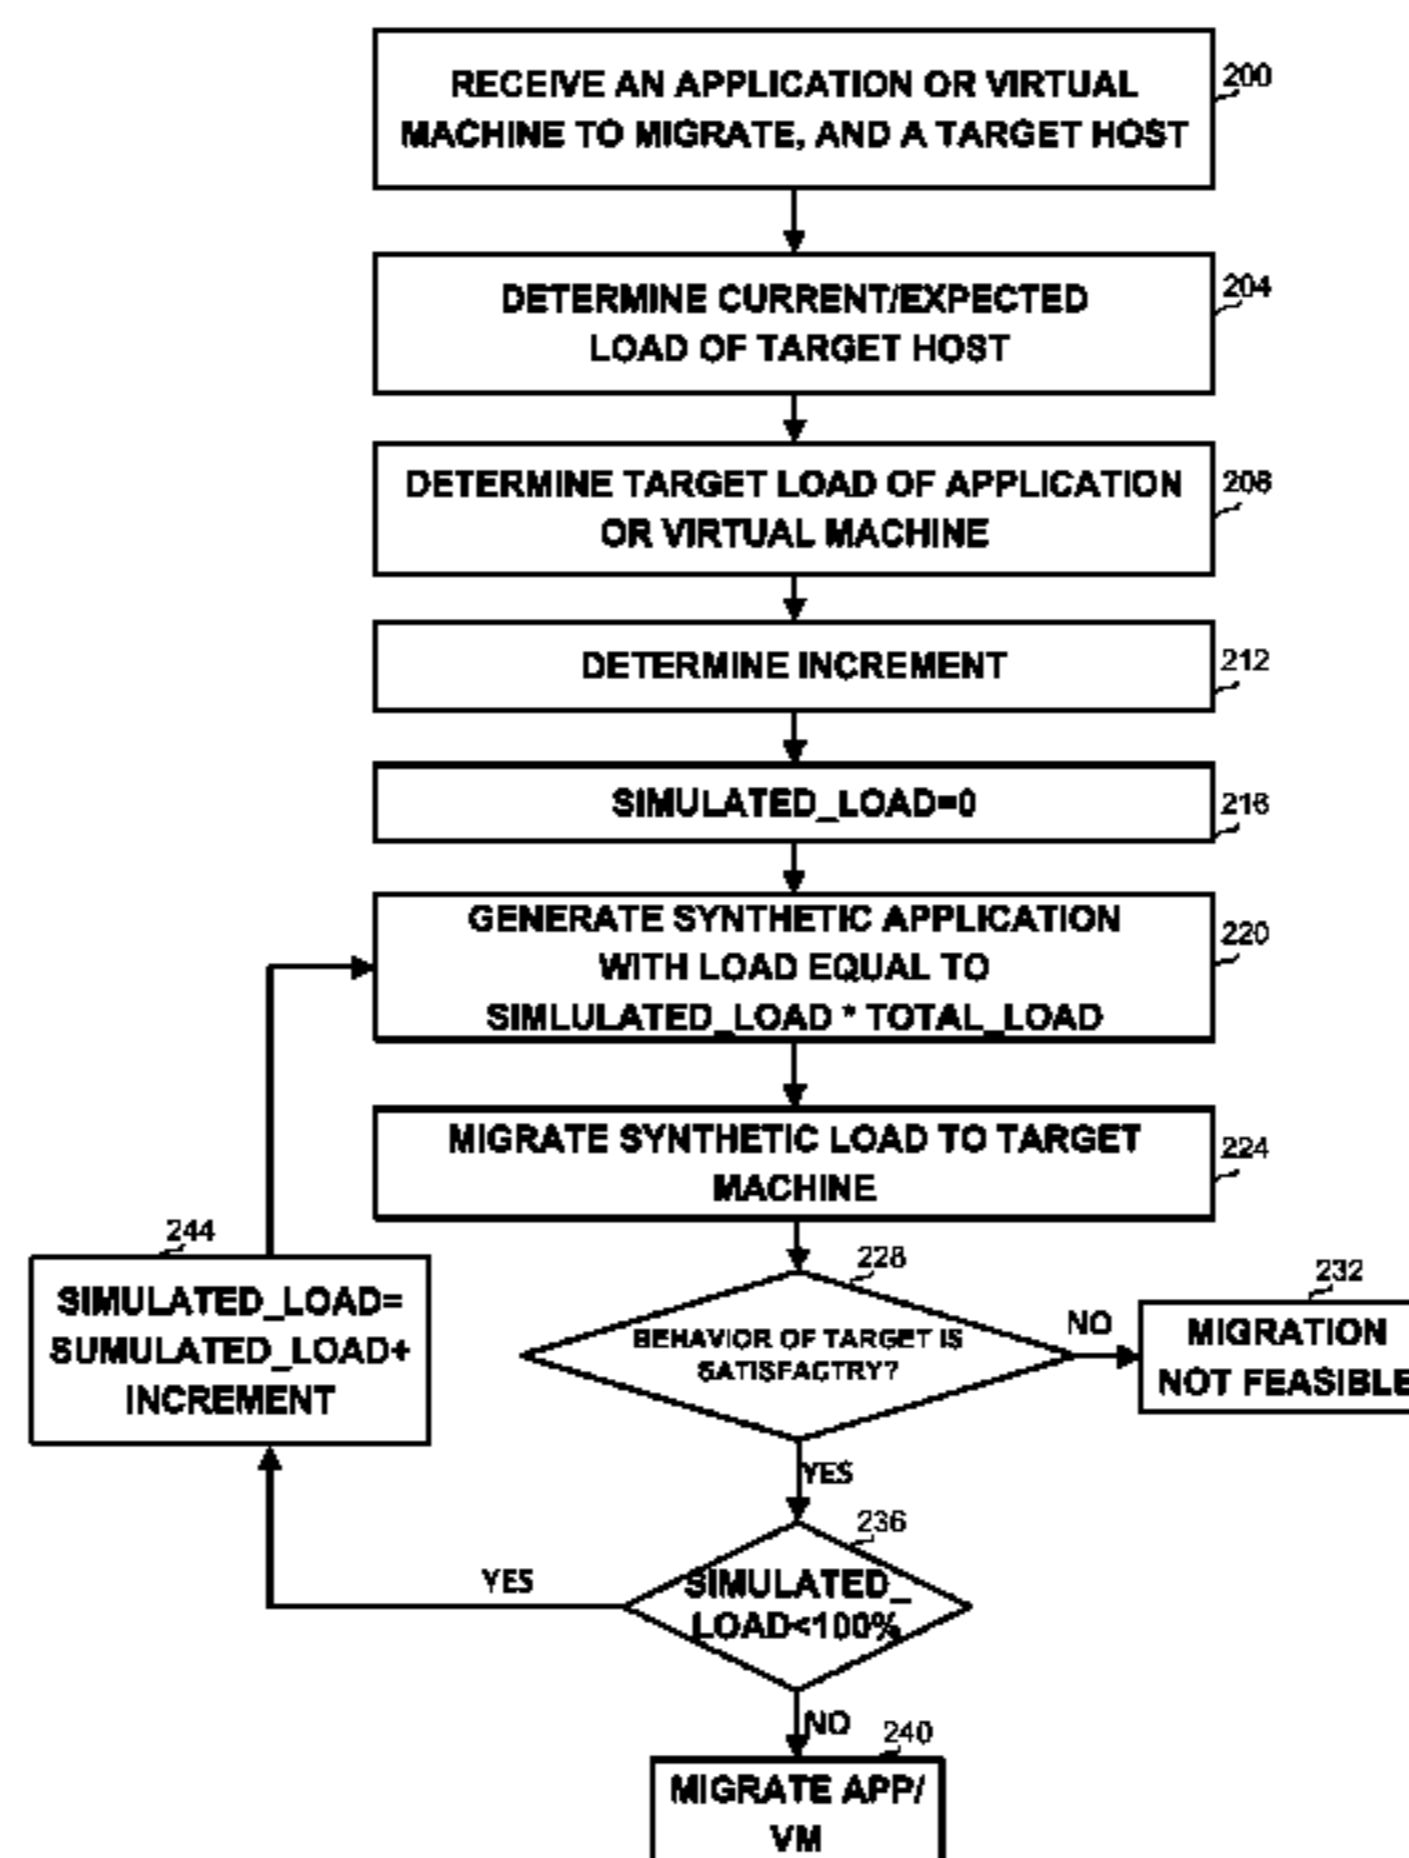 RECEIVE AN APPLICATION OR VIRTUAL
MACHINE TO MIGRATE, AND A TARGET HOST
200
DETERMINE CURRENT/EXPECTED
LOAD OF TARGET HOST
204
DETERMINE TARGET LOAD OF APPLICATION
OR VIRTUAL MACHINE
208
DETERMINE INCREMENT
212
SIMULATED_LOAD=0
216
GENERATE SYNTHETIC APPLICATION
WITH LOAD EQUAL TO
SIMLULATED_LOAD * TOTAL_LOAD
220
MIGRATE SYNTHETIC LOAD TO TARGET
MACHINE
224
244
SIMULATED_LOAD=
SUMULATED_LOAD+
INCREMENT
228
BEHAVIOR OF TARGET IS
SATISFACTRY?
NO
232
MIGRATION
NOT FEASIBLE
YES
236
SIMULATED_
LOAD<100%
YES
NO
240
MIGRATE APP/
VM